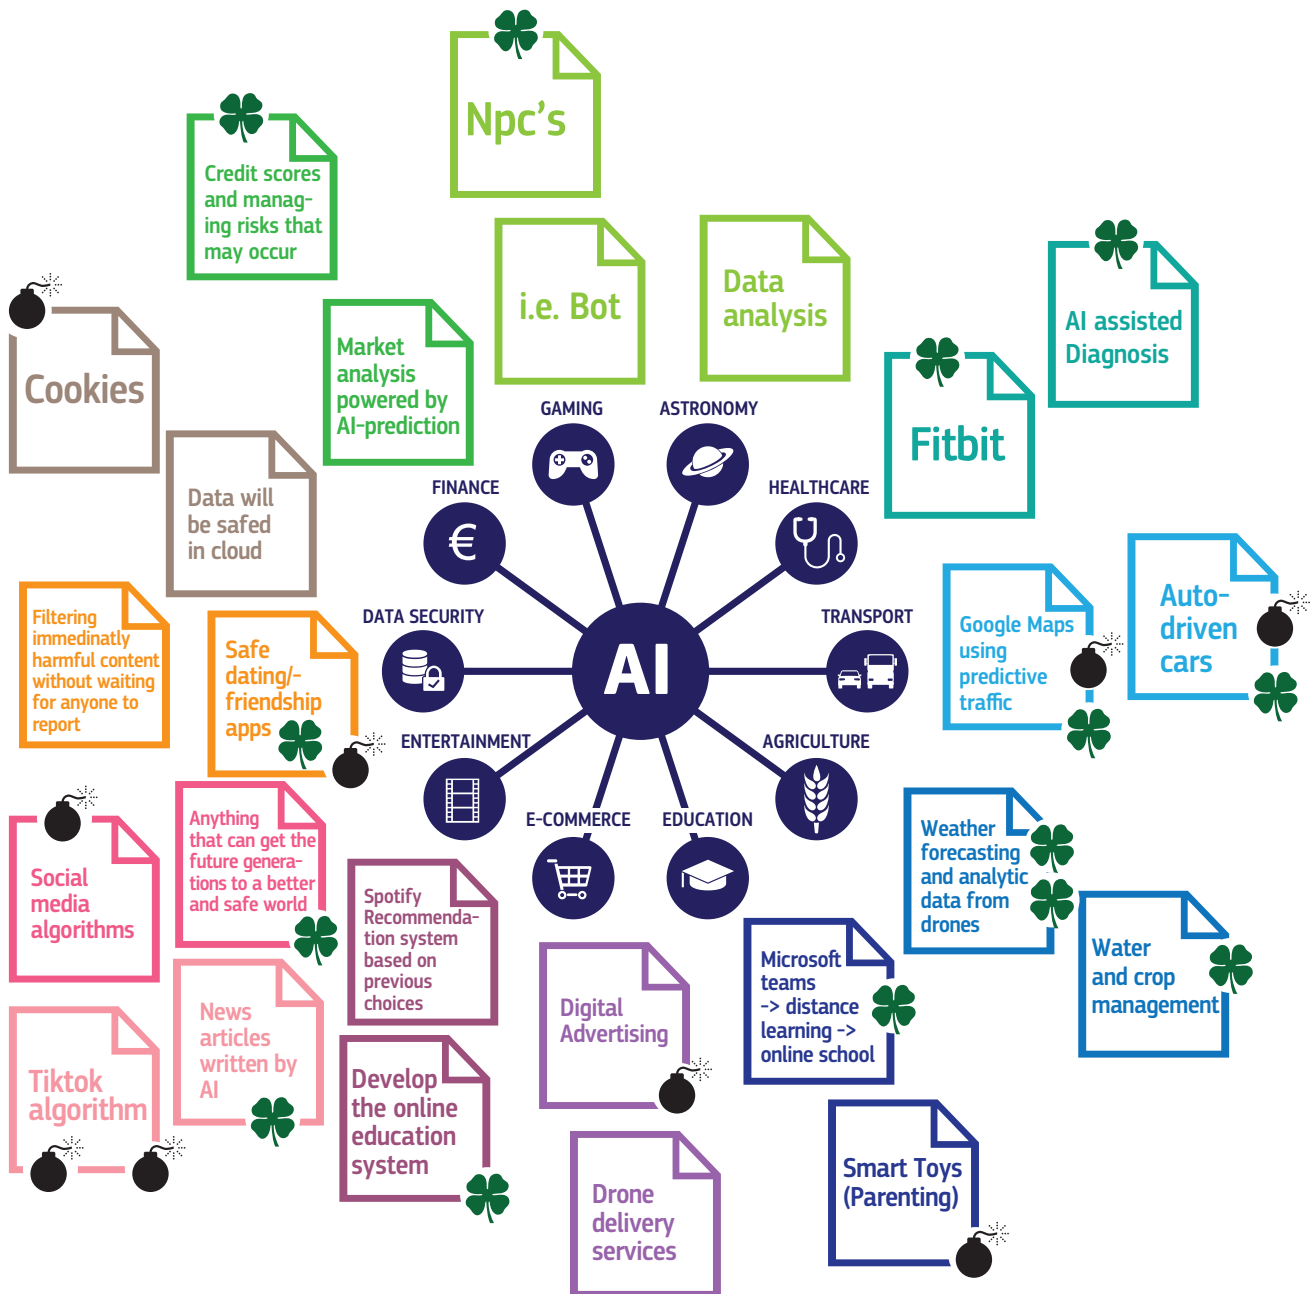 Npc’s
Credit scores
and manag-
ing risks that
may occur
i.e. Bot
Data
analysis
AI assisted
Diagnosis
Cookies
Market
analysis
powered by
AI-prediction
Fitbit
GAMING
ASTRONOMY
Data will
be safed
in cloud
FINANCE
€
HEALTHCARE
Filtering
immedinatly
harmful content
without waiting
for anyone to
report
Safe
dating/-
friendship
apps
DATA SECURITY
AI
TRANSPORT
Google Maps
using
predictive
traffic
Auto-
driven
cars
ENTERTAINMENT
AGRICULTURE
E-COMMERCE
EDUCATION
Social
media
algorithms
Anything
that can get the
future genera-
tions to a better
and safe world
Spotify
Recommenda-
tion system
based on
previous
choices
Weather
forecasting
and analytic
data from
drones
Water
and crop
management
Microsoft
teams
-> distance
learning ->
online school
Digital
Advertising
News
articles
written by
AI
Tiktok
algorithm
Develop
the online
education
system
Drone
delivery
services
Smart Toys
(Parenting)